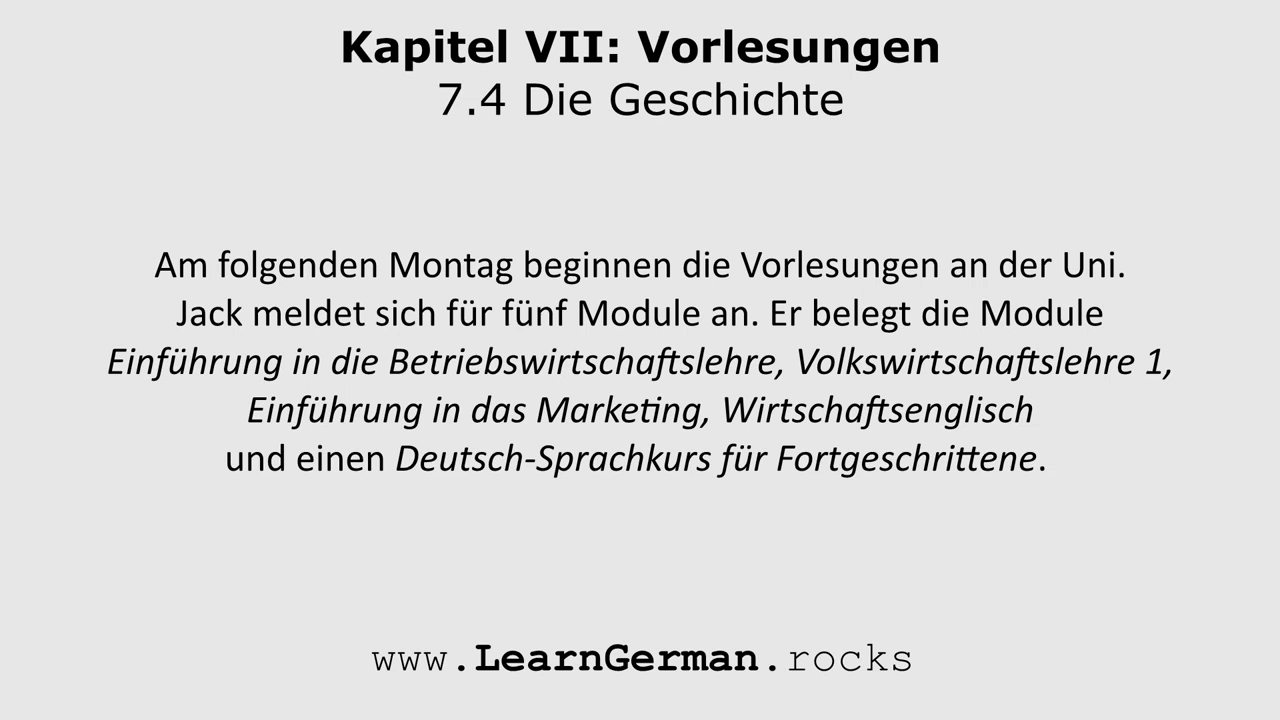 Kapitel VII: Vorlesungen
7.4 Die Geschichte
Am folgenden Montag beginnen die Vorlesungen an der Uni.
Jack meldet sich für fünf Module an. Er belegt die Module
Einführung in die Betriebswirtschaftslehre, Volkswirtschaftslehre 1,
Einführung in das Marketing, Wirtschaftsenglisch
und einen Deutsch-Sprachkurs für Fortgeschrittene.
www.LearnGerman.rocks